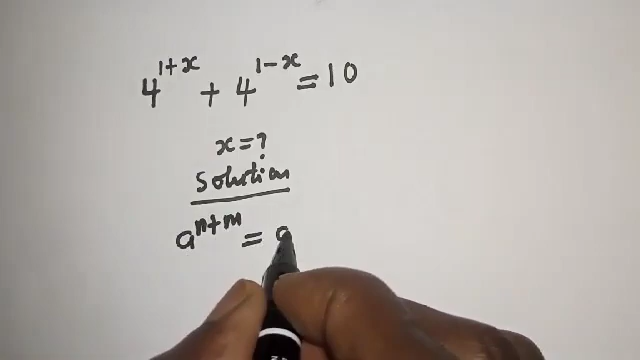 4^{1+x} + 4^{1-x} = 10
x = ?
Solution
a^{n+m} = a